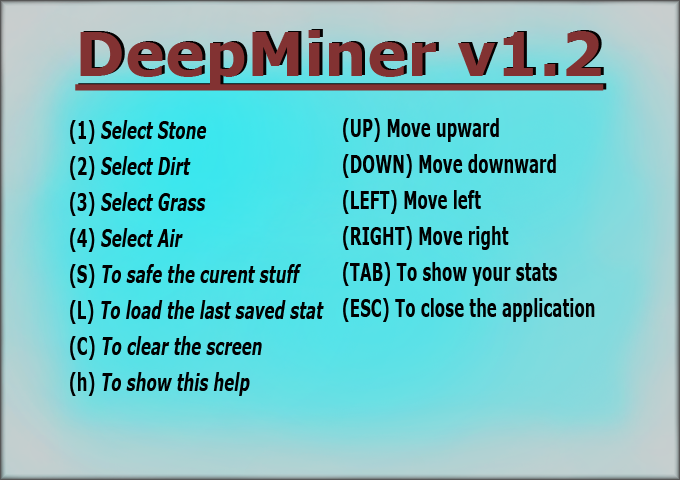 DeepMiner v1.2
(1) Select Stone
(2) Select Dirt
(3) Select Grass
(4) Select Air
(S) To safe the curent stuff
(L) To load the last saved stat
(C) To clear the screen
(h) To show this help
(UP) Move upward
(DOWN) Move downward
(LEFT) Move left
(RIGHT) Move right
(TAB) To show your stats
(ESC) To close the application